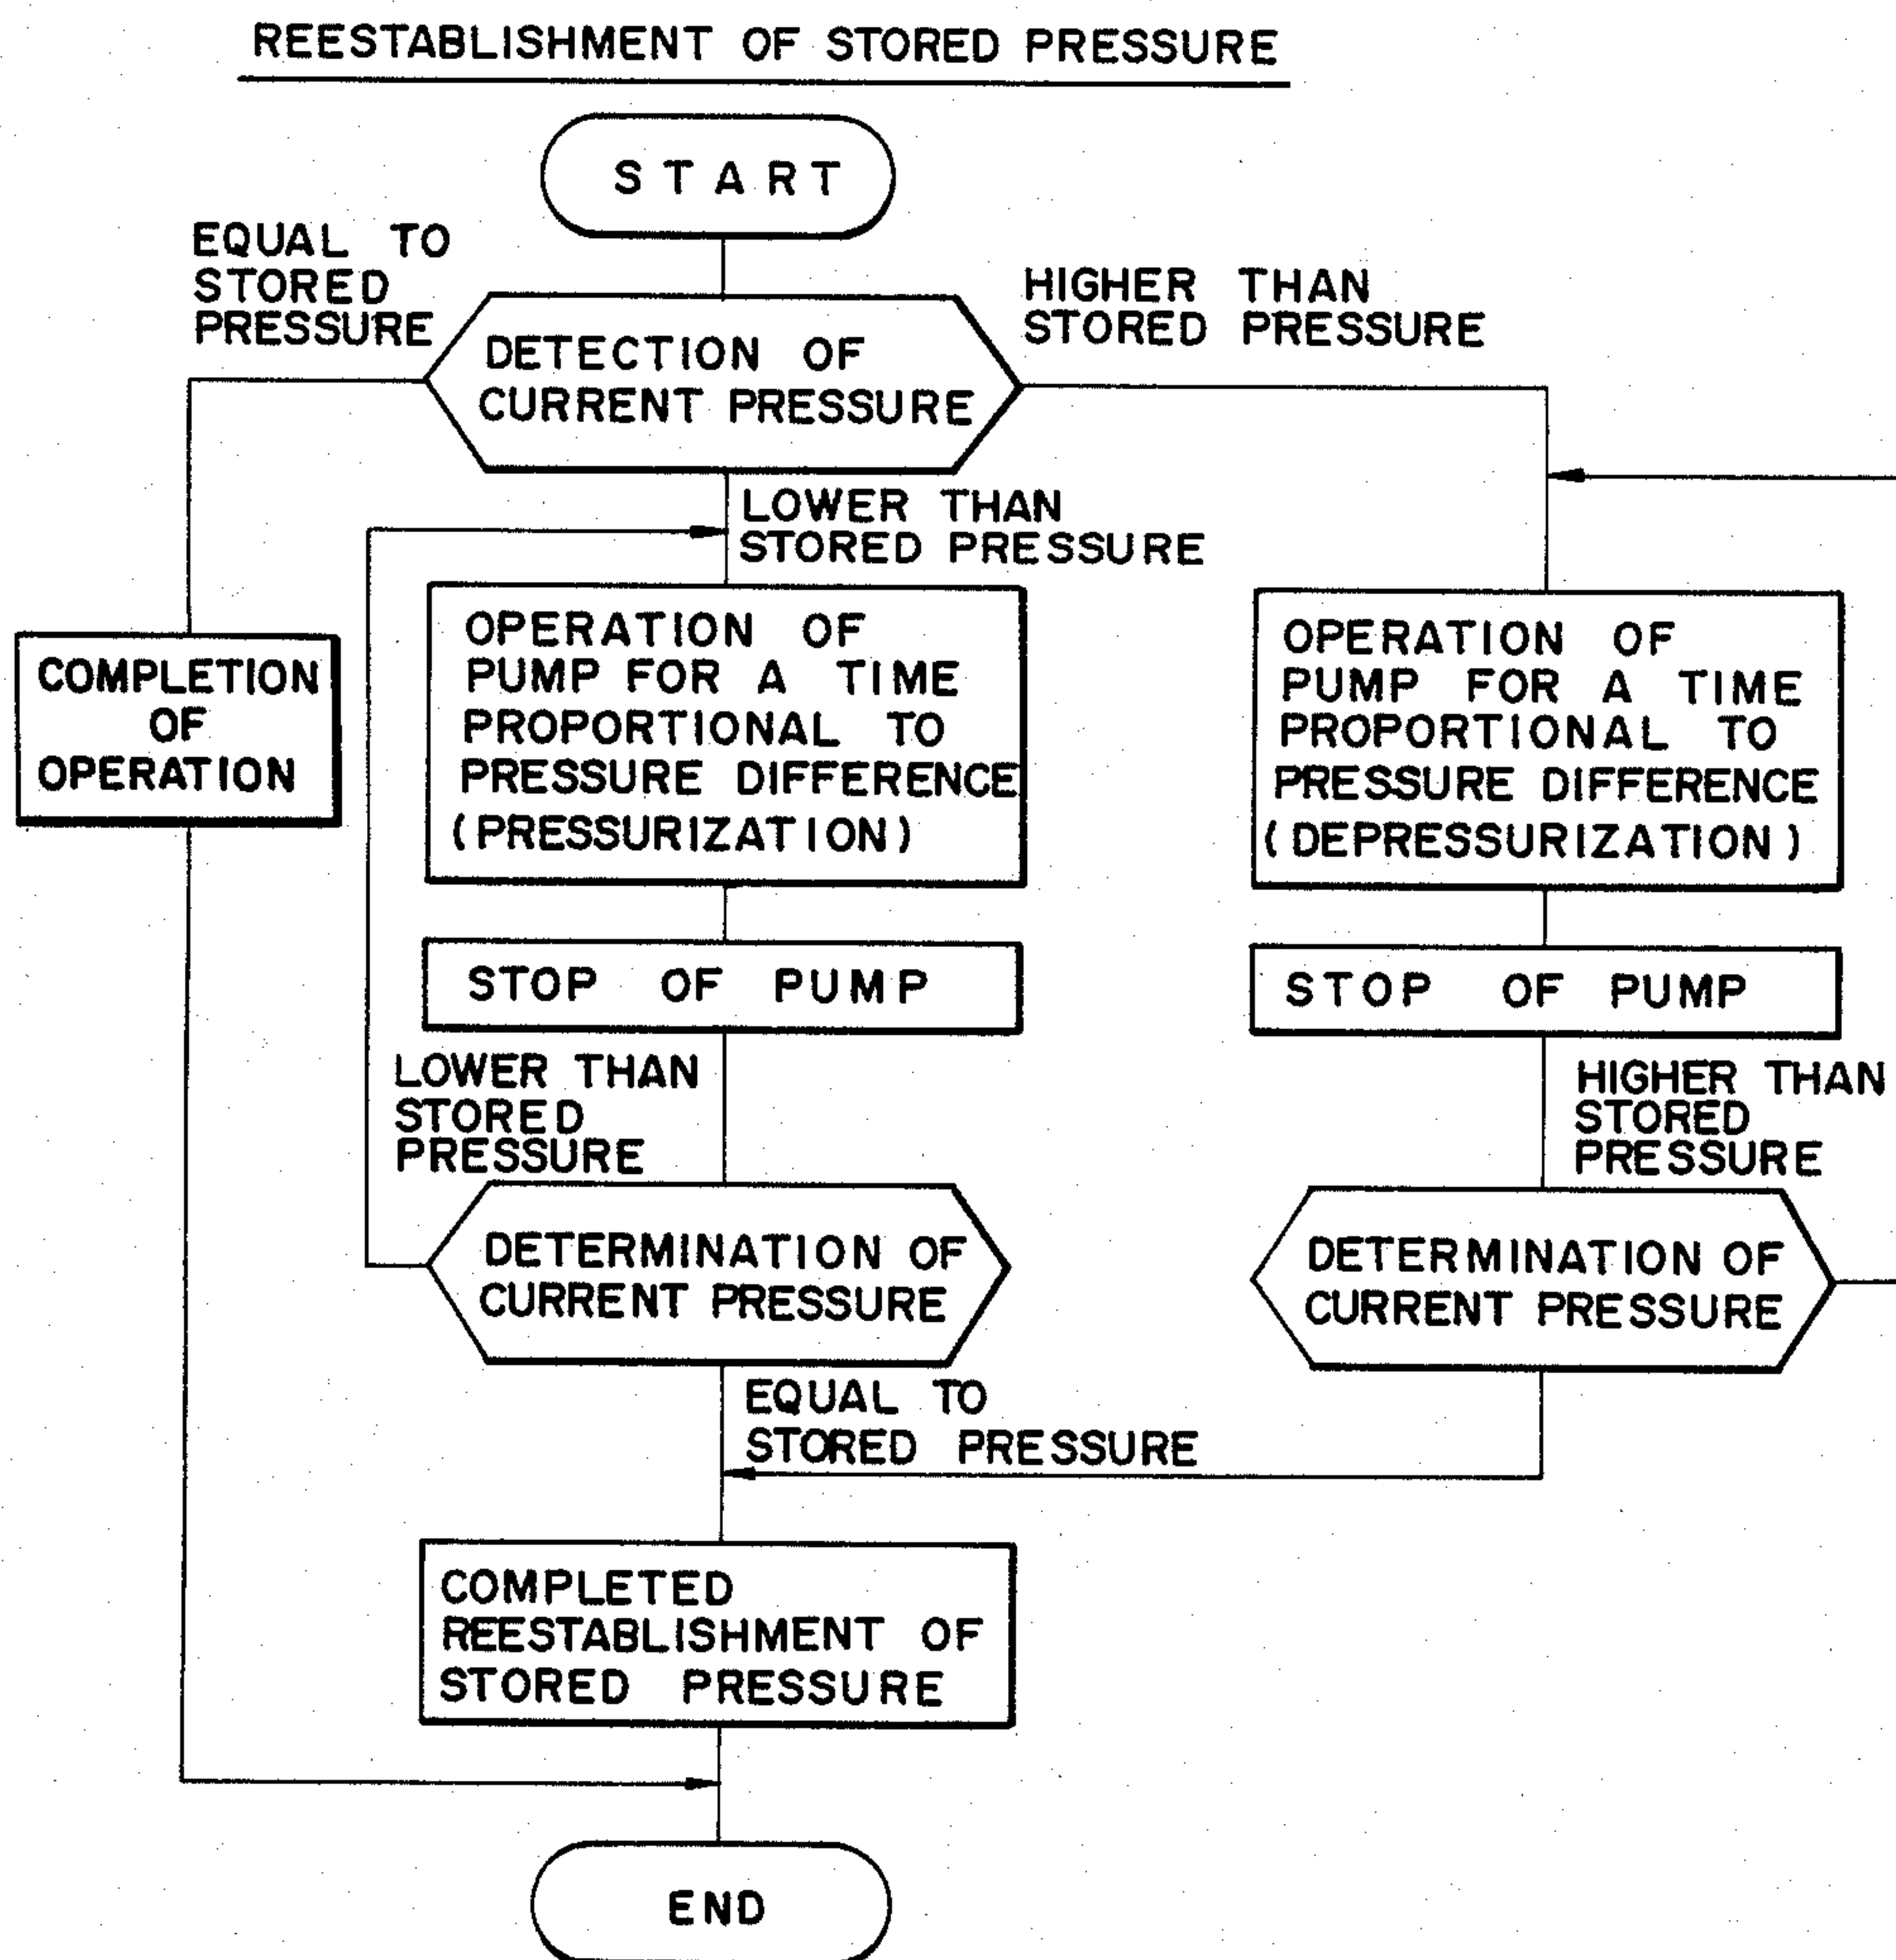 REESTABLISHMENT OF STORED PRESSURE
START
EQUAL TO
STORED
PRESSURE
HIGHER THAN
STORED PRESSURE
DETECTION OF
CURRENT PRESSURE
LOWER THAN
STORED PRESSURE
COMPLETION
OF
OPERATION
OPERATION OF
PUMP FOR A TIME
PROPORTIONAL TO
PRESSURE DIFFERENCE
(PRESSURIZATION)
OPERATION OF
PUMP FOR A TIME
PROPORTIONAL TO
PRESSURE DIFFERENCE
(DEPRESSURIZATION)
STOP OF PUMP
STOP OF PUMP
LOWER THAN
STORED
PRESSURE
HIGHER THAN
STORED
PRESSURE
DETERMINATION OF
CURRENT PRESSURE
DETERMINATION OF
CURRENT PRESSURE
EQUAL TO
STORED PRESSURE
COMPLETED
REESTABLISHMENT OF
STORED PRESSURE
END